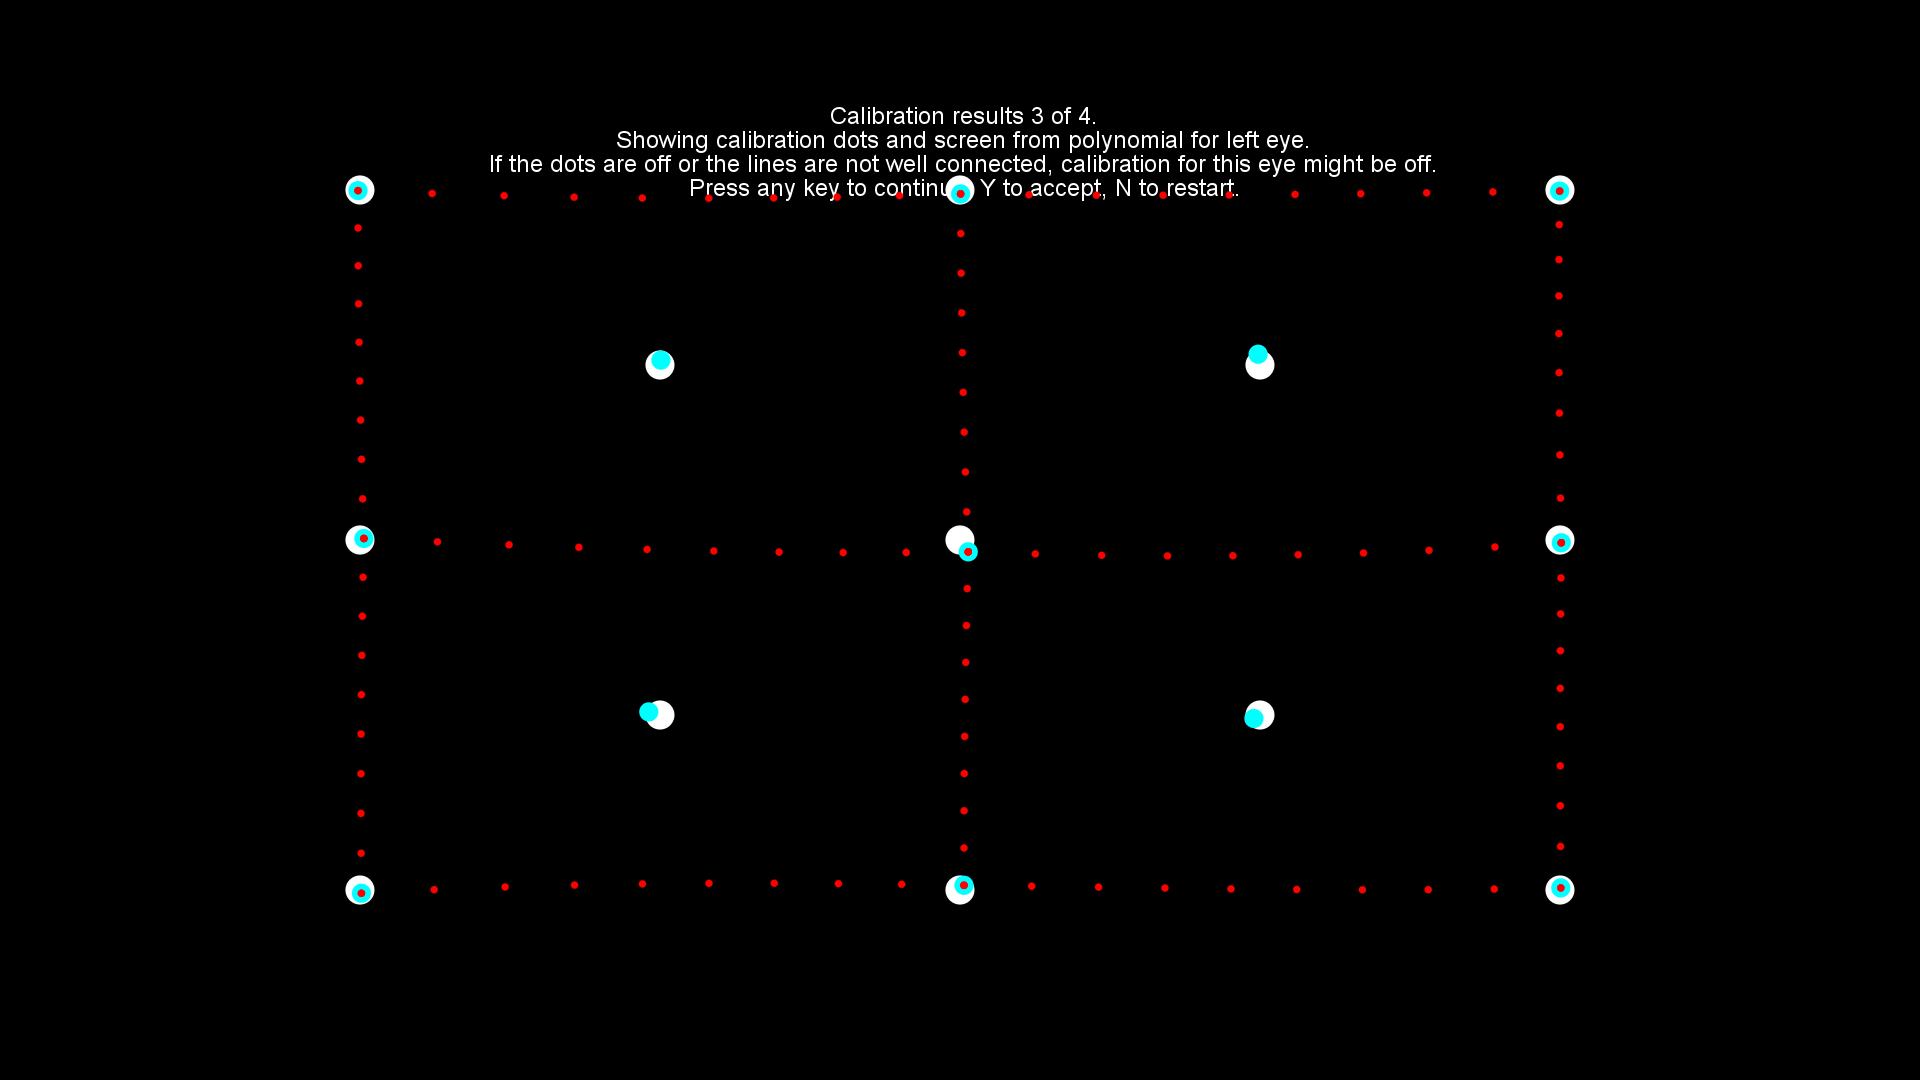 Calibration results 3 of 4.
Showing calibration dots and screen from polynomial for left eye.
If the dots are off or the lines are not well connected, calibration for this eye might be off.
Press any key to continue, Y to accept, N to restart.